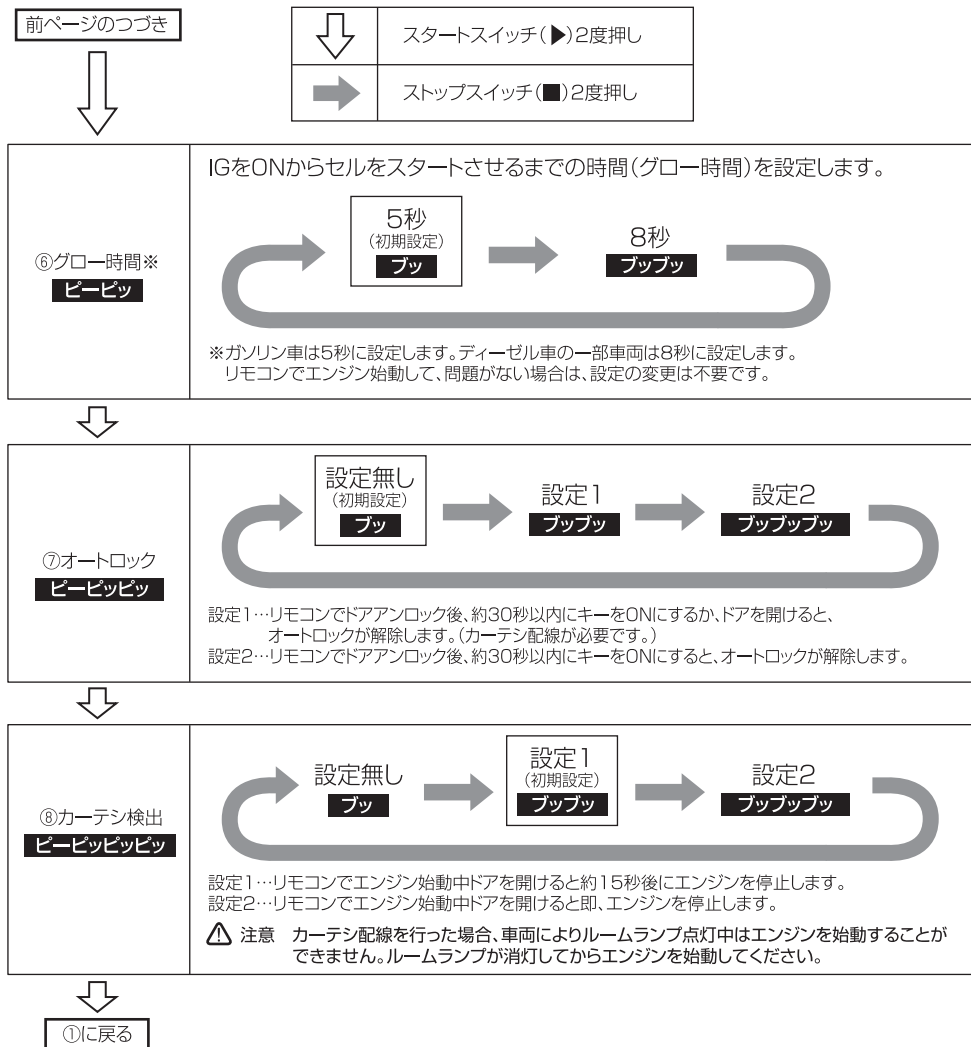 前ページのつづき
スタートスイッチ(▶)2度押し
ストップスイッチ(■)2度押し
⑥グロー時間※
ピーピッ
IGをONからセルをスタートさせるまでの時間(グロー時間)を設定します。
5秒
(初期設定)
ブッ
8秒
ブッブッ
※ガソリン車は5秒に設定します。ディーゼル車の一部車両は8秒に設定します。
リモコンでエンジン始動して、問題がない場合は、設定の変更は不要です。
⑦オートロック
ピーピッピッ
設定無し
(初期設定)
ブッ
設定1
ブッブッ
設定2
ブッブッブッ
設定1…リモコンでドアアンロック後、約30秒以内にキーをONにするか、ドアを開けると、
オートロックが解除します。(カーテシ配線が必要です。)
設定2…リモコンでドアアンロック後、約30秒以内にキーをONにすると、オートロックが解除します。
⑧カーテシ検出
ピーピッピッピッ
設定無し
ブッ
設定1
(初期設定)
ブッブッ
設定2
ブッブッブッ
設定1…リモコンでエンジン始動中ドアを開けると約15秒後にエンジンを停止します。
設定2…リモコンでエンジン始動中ドアを開けると即、エンジンを停止します。
⚠ 注意 カーテシ配線を行った場合、車両によりルームランプ点灯中はエンジンを始動することが
できません。ルームランプが消灯してからエンジンを始動してください。
①に戻る